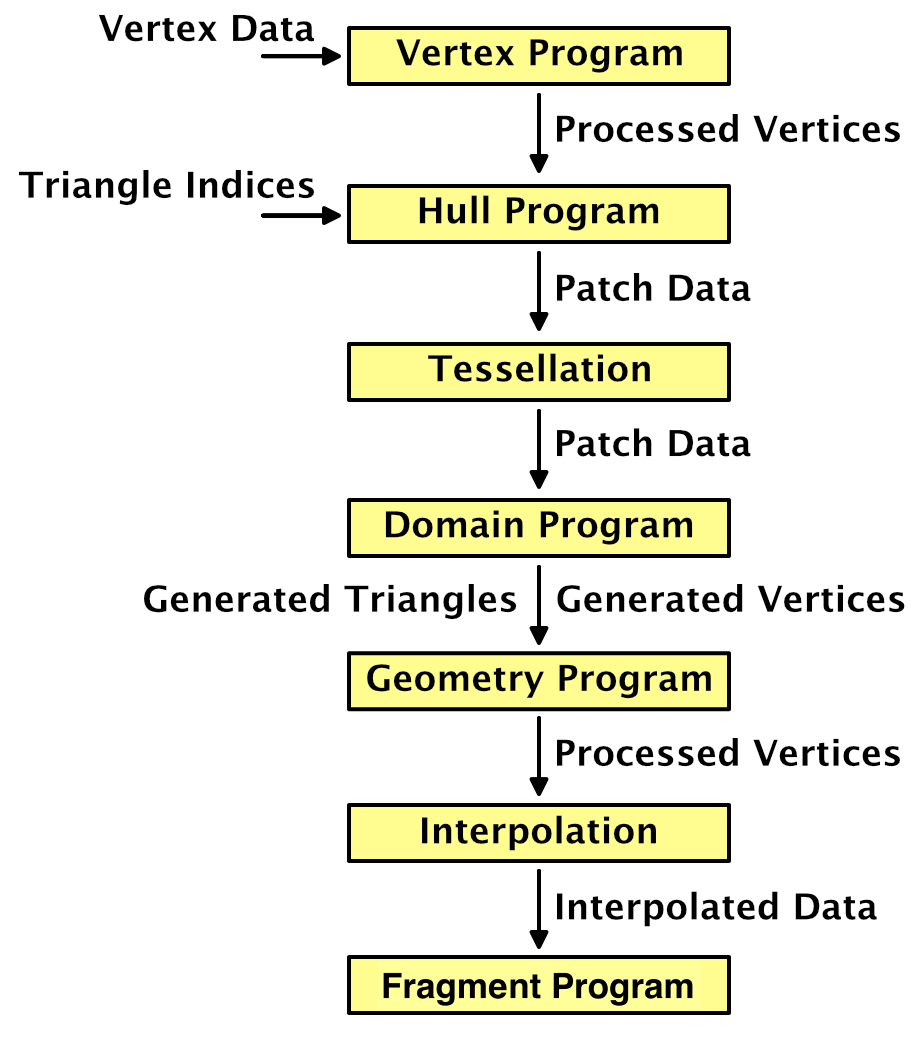 Vertex Data
Vertex Program
Processed Vertices
Triangle Indices
Hull Program
Patch Data
Tessellation
Patch Data
Domain Program
Generated Triangles
Generated Vertices
Geometry Program
Processed Vertices
Interpolation
Interpolated Data
Fragment Program